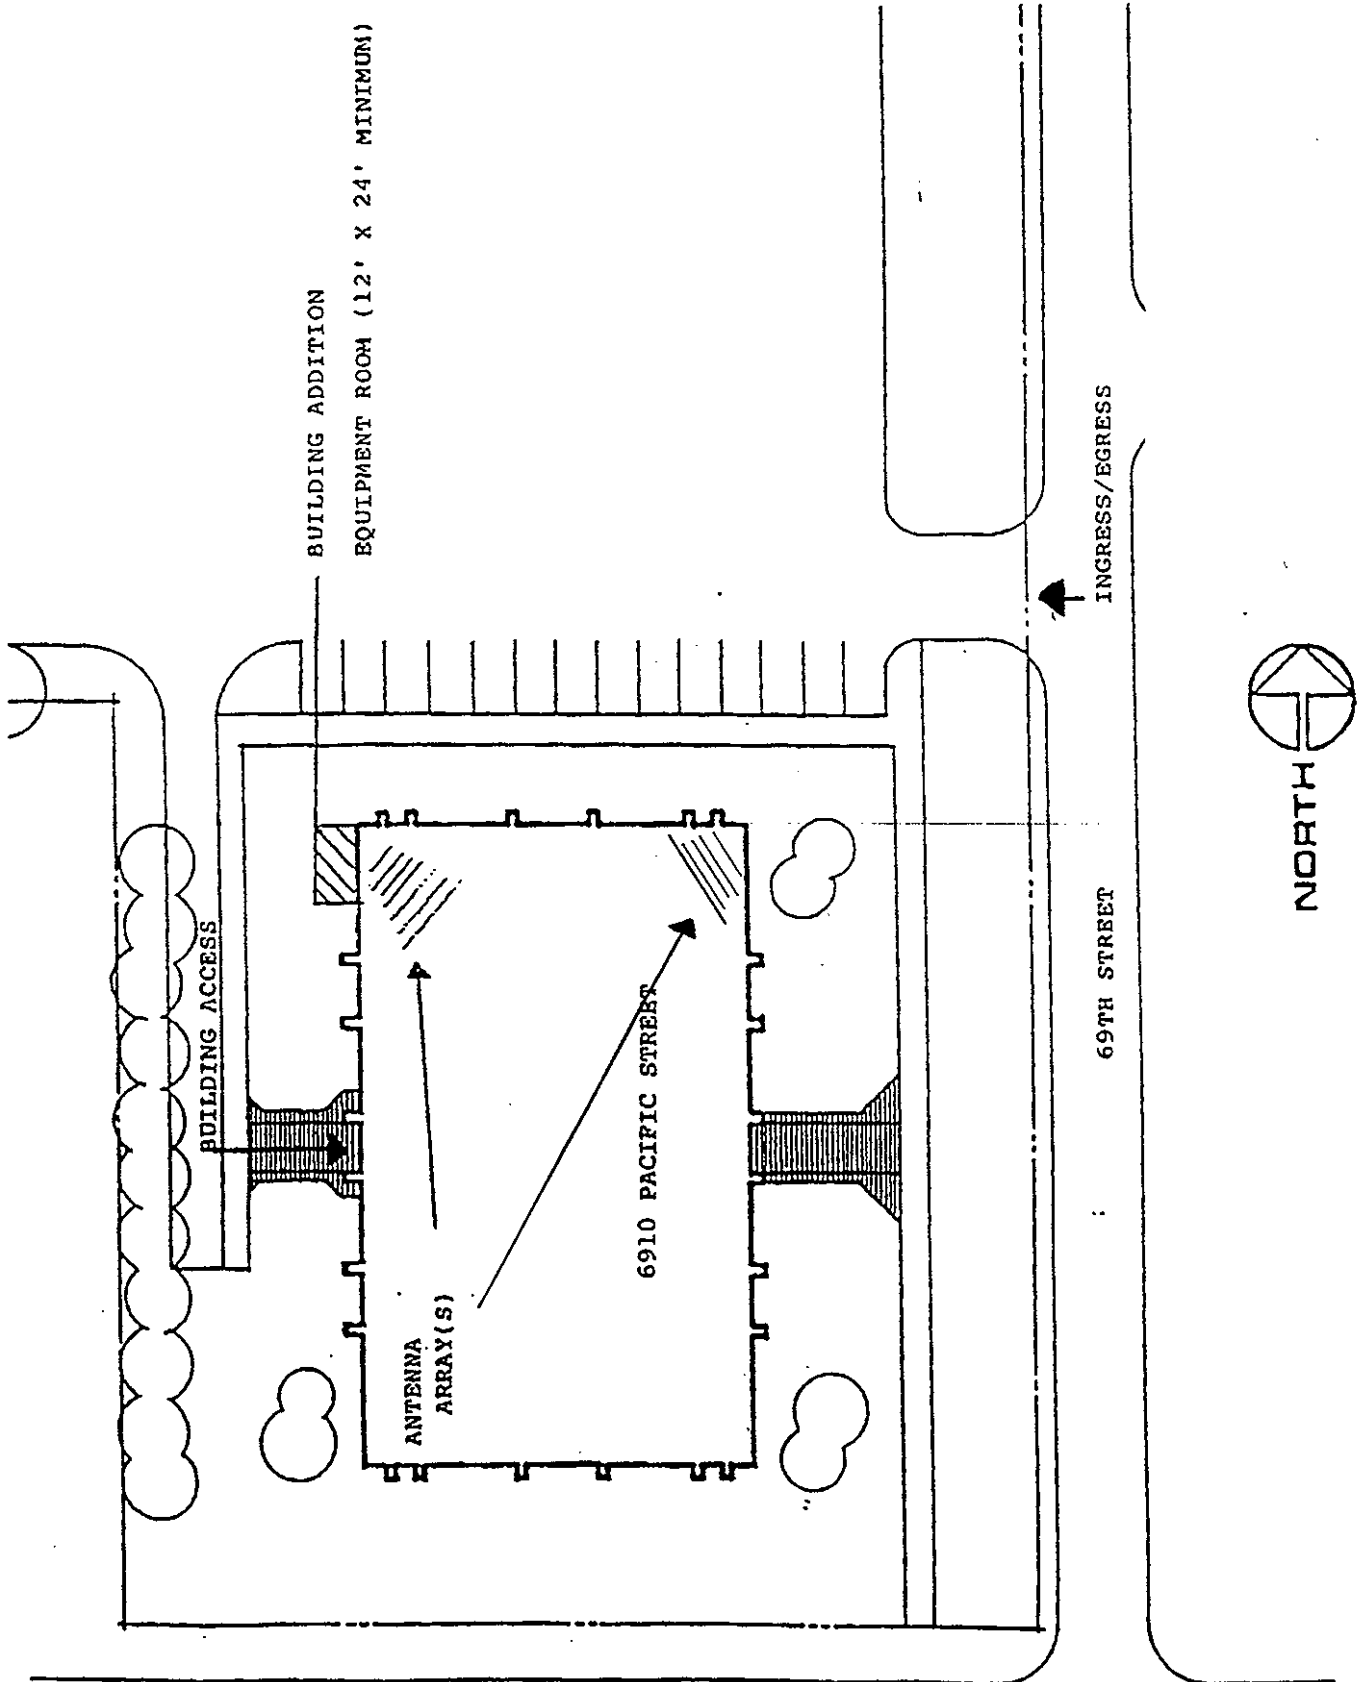 BUILDING ADDITION
EQUIPMENT ROOM (12' X 24' MINIMUM)
BUILDING ACCESS
ANTENNA
ARRAY(S)
6910 PACIFIC STREET
INGRESS/EGRESS
69TH STREET
NORTH